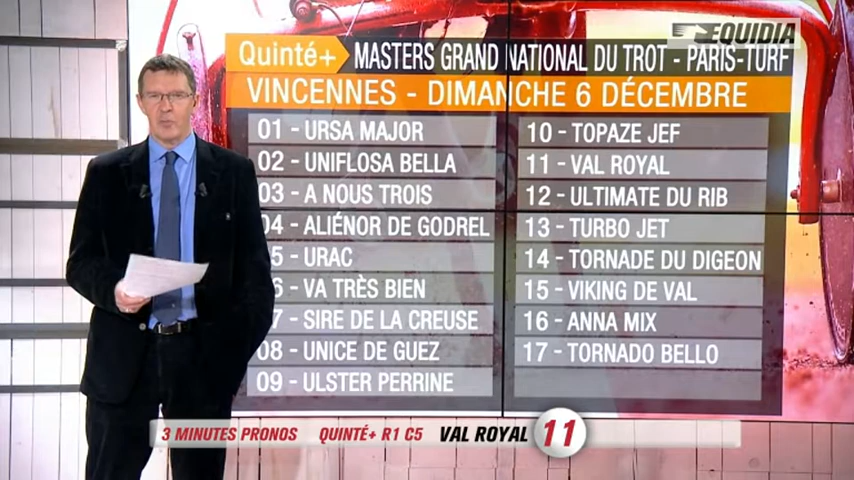 EQUIDIA
Quinté+ MASTERS GRAND NATIONAL DU TROT - PARIS-TURF
VINCENNES - DIMANCHE 6 DÉCEMBRE
01 - URSA MAJOR
02 - UNIFLOSA BELLA
03 - A NOUS TROIS
04 - ALIÉNOR DE GODREL
5 - URAC
6 - VA TRÈS BIEN
7 - SIRE DE LA CREUSE
08 - UNICE DE GUEZ
09 - ULSTER PERRINE
10 - TOPAZE JEF
11 - VAL ROYAL
12 - ULTIMATE DU RIB
13 - TURBO JET
14 - TORNADE DU DIGEON
15 - VIKING DE VAL
16 - ANNA MIX
17 - TORNADO BELLO
3 MINUTES PRONOS QUINTÉ+ R1 C5 VAL ROYAL 11